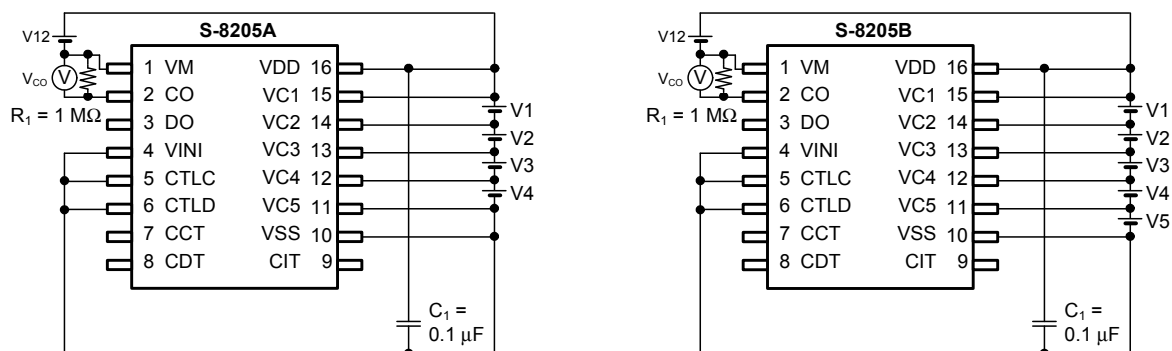 S-8205A
V12
V
VCO
R1 = 1 MΩ
1 VM
2 CO
3 DO
4 VINI
5 CTLC
6 CTLD
7 CCT
8 CDT
VDD 16
VC1 15
VC2 14
VC3 13
VC4 12
VC5 11
VSS 10
CIT 9
V1
V2
V3
V4
C1 =
0.1 μF
S-8205B
V12
V
VCO
R1 = 1 MΩ
1 VM
2 CO
3 DO
4 VINI
5 CTLC
6 CTLD
7 CCT
8 CDT
VDD 16
VC1 15
VC2 14
VC3 13
VC4 12
VC5 11
VSS 10
CIT 9
V1
V2
V3
V4
V5
C1 =
0.1 μF